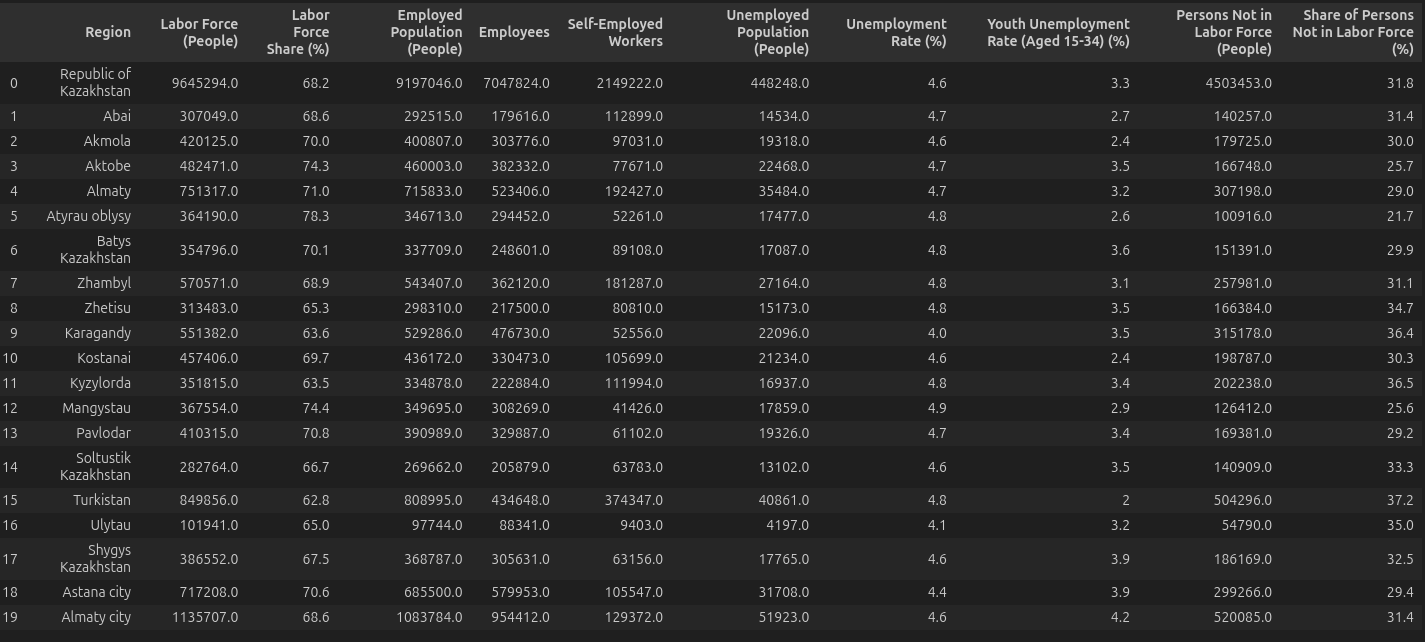 Region Labor Force (People) Labor Force Share (%) Employed Population (People) Employees Self-Employed Workers Unemployed Population (People) Unemployment Rate (%) Youth Unemployment Rate (Aged 15-34) (%) Persons Not in Labor Force (People) Share of Persons Not in Labor Force (%)
0 Republic of Kazakhstan 9645294.0 68.2 9197046.0 7047824.0 2149222.0 448248.0 4.6 3.3 4503453.0 31.8
1 Abai 307049.0 68.6 292515.0 179616.0 112899.0 14534.0 4.7 2.7 140257.0 31.4
2 Akmola 420125.0 70.0 400807.0 303776.0 97031.0 19318.0 4.6 2.4 179725.0 30.0
3 Aktobe 482471.0 74.3 460003.0 382332.0 77671.0 22468.0 4.7 3.5 166748.0 25.7
4 Almaty 751317.0 71.0 715833.0 523406.0 192427.0 35484.0 4.7 3.2 307198.0 29.0
5 Atyrau oblysy 364190.0 78.3 346713.0 294452.0 52261.0 17477.0 4.8 2.6 100916.0 21.7
6 Batys Kazakhstan 354796.0 70.1 337709.0 248601.0 89108.0 17087.0 4.8 3.6 151391.0 29.9
7 Zhambyl 570571.0 68.9 543407.0 362120.0 181287.0 27164.0 4.8 3.1 257981.0 31.1
8 Zhetisu 313483.0 65.3 298310.0 217500.0 80810.0 15173.0 4.8 3.5 166384.0 34.7
9 Karagandy 551382.0 63.6 529286.0 476730.0 52556.0 22096.0 4.0 3.5 315178.0 36.4
10 Kostanai 457406.0 69.7 436172.0 330473.0 105699.0 21234.0 4.6 2.4 198787.0 30.3
11 Kyzylorda 351815.0 63.5 334878.0 222884.0 111994.0 16937.0 4.8 3.4 202238.0 36.5
12 Mangystau 367554.0 74.4 349695.0 308269.0 41426.0 17859.0 4.9 2.9 126412.0 25.6
13 Pavlodar 410315.0 70.8 390989.0 329887.0 61102.0 19326.0 4.7 3.4 169381.0 29.2
14 Soltustik Kazakhstan 282764.0 66.7 269662.0 205879.0 63783.0 13102.0 4.6 3.5 140909.0 33.3
15 Turkistan 849856.0 62.8 808995.0 434648.0 374347.0 40861.0 4.8 2 504296.0 37.2
16 Ulytau 101941.0 65.0 97744.0 88341.0 9403.0 4197.0 4.1 3.2 54790.0 35.0
17 Shygys Kazakhstan 386552.0 67.5 368787.0 305631.0 63156.0 17765.0 4.6 3.9 186169.0 32.5
18 Astana city 717208.0 70.6 685500.0 579953.0 105547.0 31708.0 4.4 3.9 299266.0 29.4
19 Almaty city 1135707.0 68.6 1083784.0 954412.0 129372.0 51923.0 4.6 4.2 520085.0 31.4